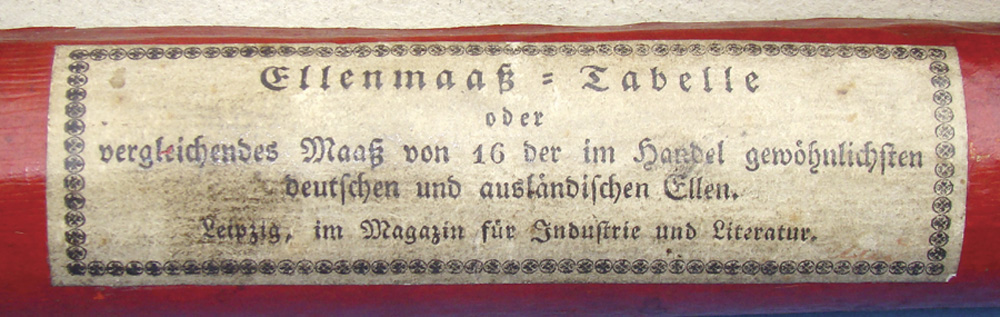 Ellenmaaß = Tabelle
oder
vergleichendes Maaß von 16 der im Handel gewöhnlichsten
deutschen und ausländischen Ellen.
Leipzig, im Magazin für Industrie und Literatur.